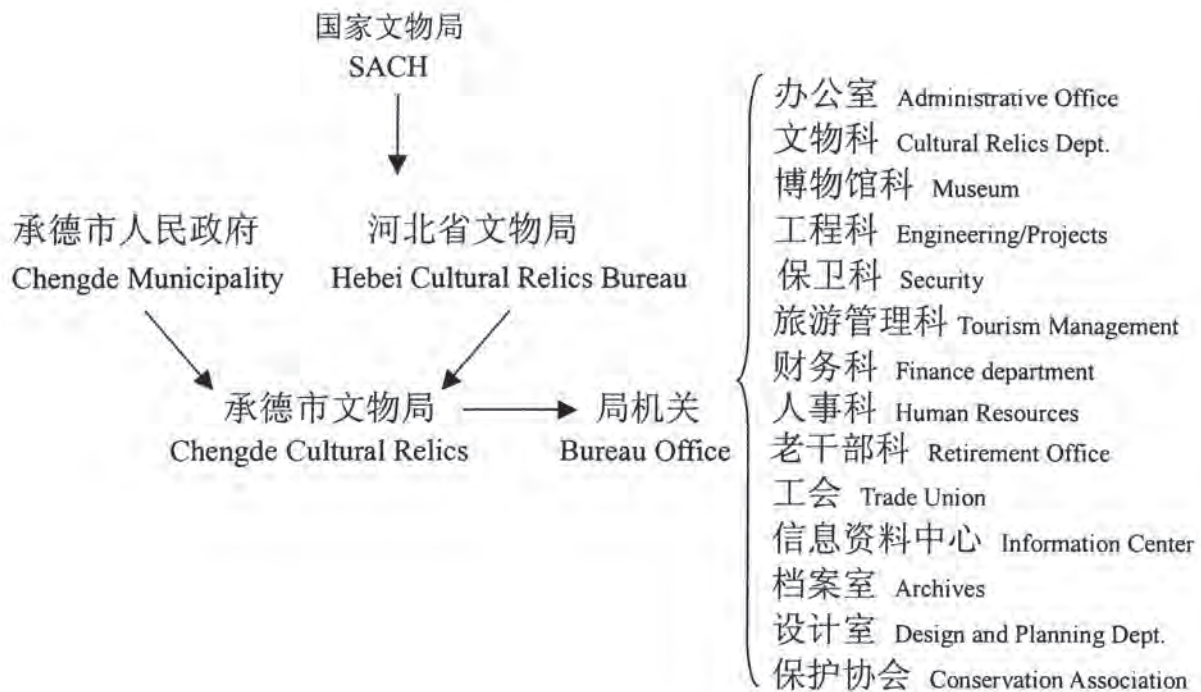 国家文物局
SACH
承德市人民政府
Chengde Municipality
河北省文物局
Hebei Cultural Relics Bureau
承德市文物局
Chengde Cultural Relics
局机关
Bureau Office
办公室 Administrative Office
文物科 Cultural Relics Dept.
博物馆科 Museum
工程科 Engineering/Projects
保卫科 Security
旅游管理科 Tourism Management
财务科 Finance department
人事科 Human Resources
老干部科 Retirement Office
工会 Trade Union
信息资料中心 Information Center
档案室 Archives
设计室 Design and Planning Dept.
保护协会 Conservation Association